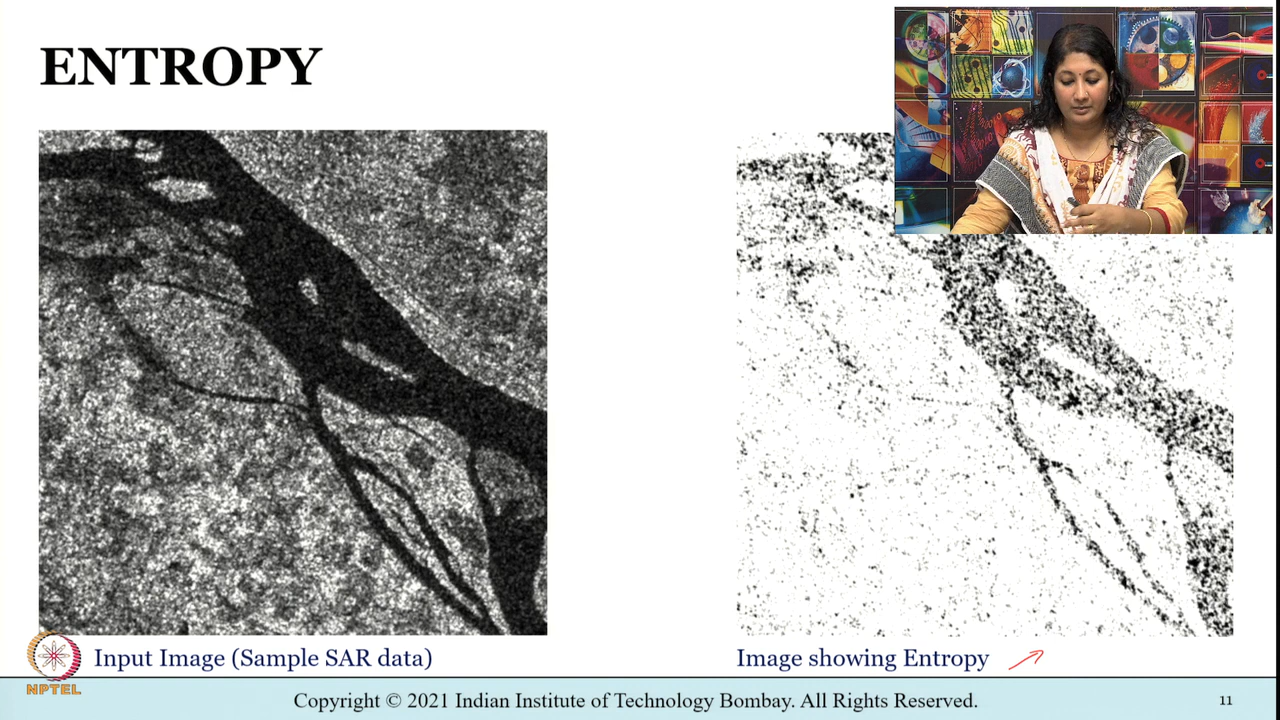 ENTROPY
Input Image (Sample SAR data)
Image showing Entropy
NPTEL
Copyright © 2021 Indian Institute of Technology Bombay. All Rights Reserved.
11